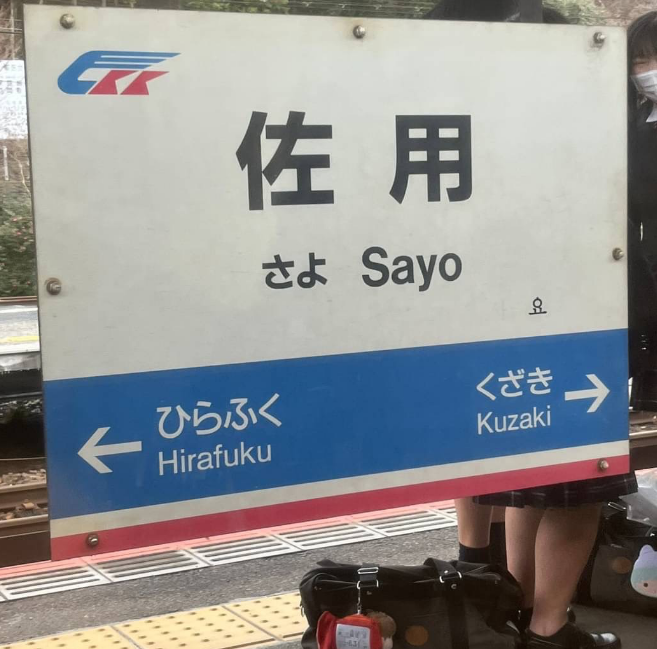 佐用
さよ Sayo
ひらふく
Hirafuku
くざき
Kuzaki